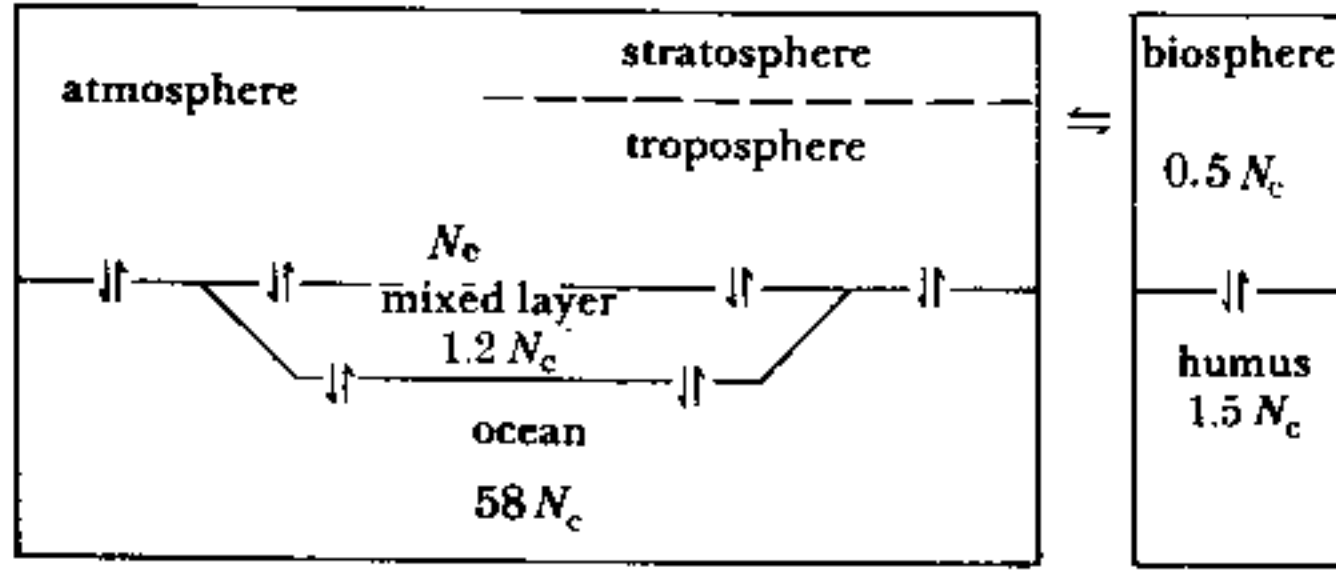 stratosphere
atmosphere
troposphere
N_c
mixed layer
1.2 N_c
ocean
58 N_c
⇌
biosphere
0.5 N_c
humus
1.5 N_c